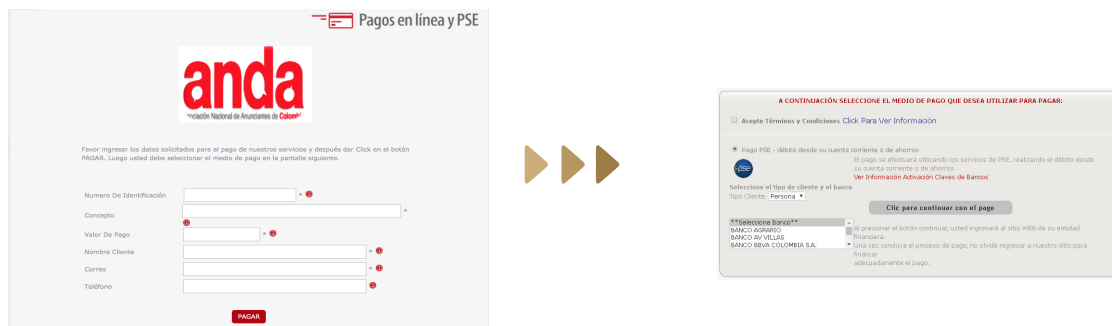 Pagos en línea y PSE
anda
Asociación Nacional de Anunciantes de Colombia
Favor ingresar los datos solicitados para el pago de nuestros servicios y después dar Click en el botón
PAGAR. Luego usted debe seleccionar el medio de pago en la pantalla siguiente.
Numero De Identificación *
Concepto *
Valor De Pago *
Nombre Cliente *
Correo *
Teléfono
PAGAR
A CONTINUACIÓN SELECCIONE EL MEDIO DE PAGO QUE DESEA UTILIZAR PARA PAGAR:
Acepto Términos y Condiciones Click Para Ver Información
Pago PSE - débito desde su cuenta corriente o de ahorros
pse
El pago se efectuará utilizando los servicios de PSE, realizando el débito desde
su cuenta corriente o de ahorros.
Ver Información Activación Claves de Bancos
Seleccione el tipo de cliente y el banco
Tipo Cliente Persona
Clic para continuar con el pago
**Seleccione Banco**
BANCO AGRARIO
BANCO AV VILLAS
BANCO BBVA COLOMBIA S.A.
Al presionar el botón continuar, usted ingresará al sitio WEB de su entidad
financiera.
Una vez concluya el proceso de pago, no olvide regresar a nuestro sitio para
finalizar
adecuadamente el pago.